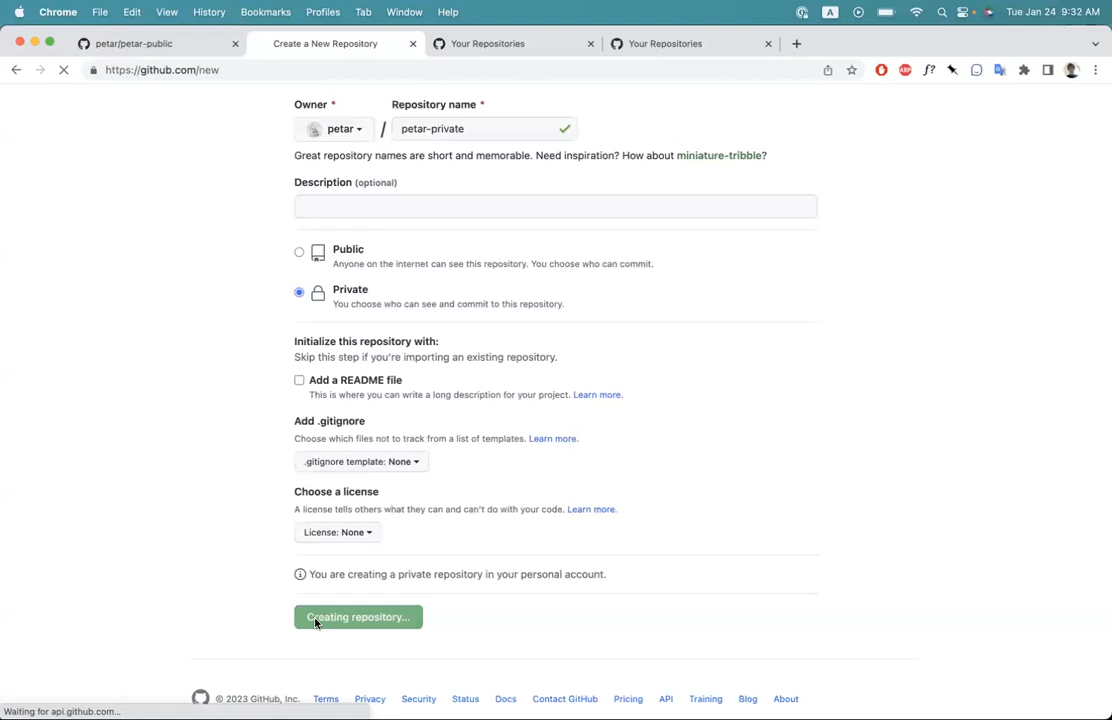 Chrome File Edit View History Bookmarks Profiles Tab Window Help A Tue Jan 24 9:32 AM
petar/petar-public Create a New Repository Your Repositories Your Repositories
https://github.com/new ABP f?
Owner * Repository name *
petar / petar-private
Great repository names are short and memorable. Need inspiration? How about miniature-tribble?
Description (optional)
Public
Anyone on the internet can see this repository. You choose who can commit.
Private
You choose who can see and commit to this repository.
Initialize this repository with:
Skip this step if you're importing an existing repository.
Add a README file
This is where you can write a long description for your project. Learn more.
Add .gitignore
Choose which files not to track from a list of templates. Learn more.
.gitignore template: None
Choose a license
A license tells others what they can and can't do with your code. Learn more.
License: None
You are creating a private repository in your personal account.
Creating repository...
© 2023 GitHub, Inc. Terms Privacy Security Status Docs Contact GitHub Pricing API Training Blog About
Waiting for api.github.com...